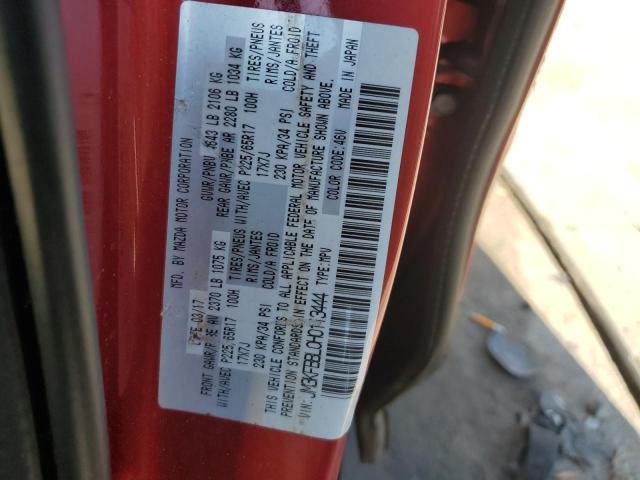 MFD. BY MAZDA MOTOR CORPORATION
GVWR/PNBV 4643 LB 2106 KG
FRONT GAWR/ AV 2370 LB 1075 KG REAR GAWR/PNBE AR 2280 LB 1034 KG
WITH/AVEC P225/65R17 100H TIRES/PNEUS WITH/AVEC P225/65R17 100H TIRES/PNEUS
17X7J RIMS/JANTES 17X7J RIMS/JANTES
230 KPA/34 PSI COLD/A FROID 230 KPA/34 PSI COLD/A FROID
THIS VEHICLE CONFORMS TO ALL APPLICABLE FEDERAL MOTOR VEHICLE SAFETY AND THEFT
PREVENTION STANDARDS IN EFFECT ON THE DATE OF MANUFACTURE SHOWN ABOVE.
VIN: TYPE:MPV COLOR CODE:46V MADE IN JAPAN